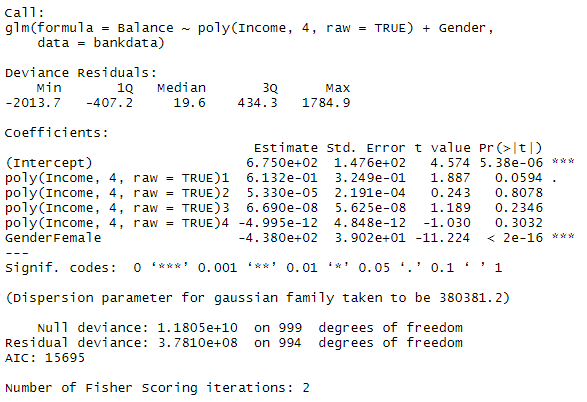 Call:
glm(formula = Balance ~ poly(Income, 4, raw = TRUE) + Gender,
    data = bankdata)

Deviance Residuals:
    Min      1Q  Median      3Q     Max
-2013.7  -407.2    19.6   434.3  1784.9

Coefficients:
                               Estimate Std. Error t value Pr(>|t|)
(Intercept)                   6.750e+02  1.476e+02   4.574 5.38e-06 ***
poly(Income, 4, raw = TRUE)1  6.132e-01  3.249e-01   1.887   0.0594 .
poly(Income, 4, raw = TRUE)2  5.330e-05  2.191e-04   0.243   0.8078
poly(Income, 4, raw = TRUE)3  6.690e-08  5.625e-08   1.189   0.2346
poly(Income, 4, raw = TRUE)4 -4.995e-12  4.848e-12  -1.030   0.3032
GenderFemale                 -4.380e+02  3.902e+01 -11.224  < 2e-16 ***
---
Signif. codes:  0 ‘***’ 0.001 ‘**’ 0.01 ‘*’ 0.05 ‘.’ 0.1 ‘ ’ 1

(Dispersion parameter for gaussian family taken to be 380381.2)

    Null deviance: 1.1805e+10  on 999  degrees of freedom
Residual deviance: 3.7810e+08  on 994  degrees of freedom
AIC: 15695

Number of Fisher Scoring iterations: 2